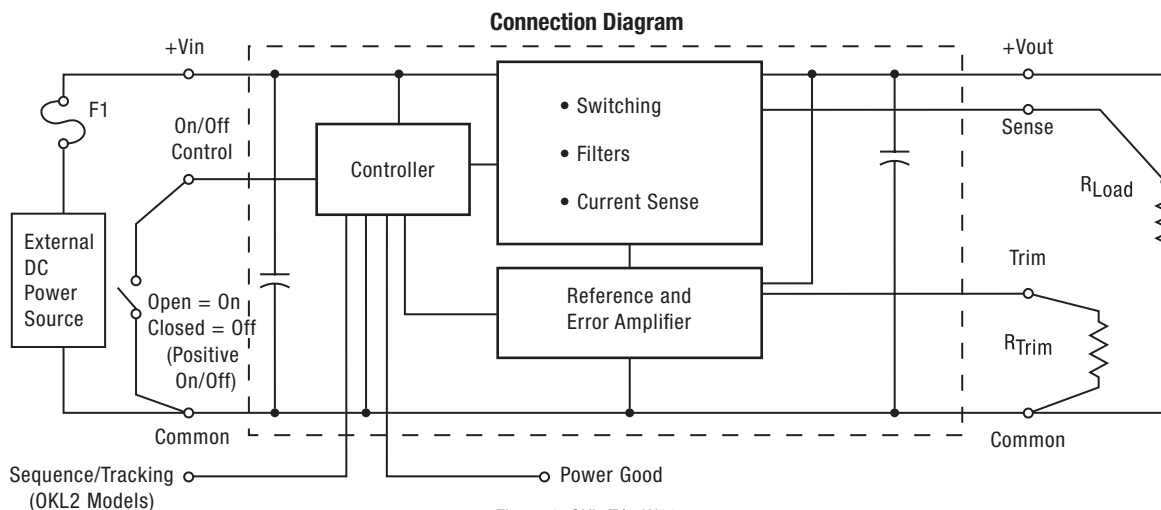 Connection Diagram
+Vin
+Vout
F1
On/Off
Control
Controller
• Switching
• Filters
• Current Sense
Sense
RLoad
External
DC
Power
Source
Open = On
Closed = Off
(Positive
On/Off)
Reference and
Error Amplifier
Trim
RTrim
Common
Common
Sequence/Tracking
(OKL2 Models)
Power Good